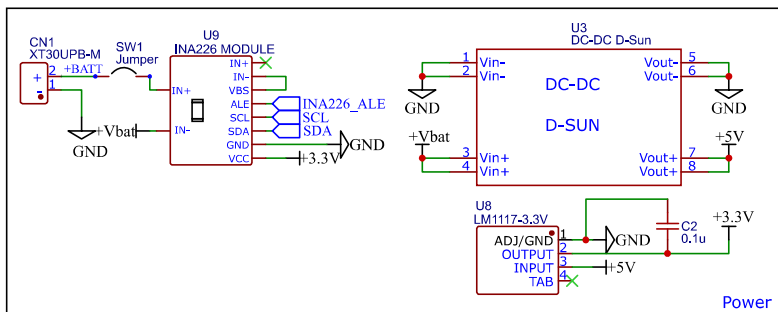 CN1
XT30UPB-M
+
2
-
1
+BATT
GND
SW1
Jumper
U9
INA226 MODULE
IN+
IN-
+Vbat
IN+
IN-
VBS
ALE
SCL
SDA
GND
VCC
INA226_ALE
SCL
SDA
GND
+3.3V
U3
DC-DC D-Sun
1 Vin-
2 Vin-
3 Vin+
4 Vin+
DC-DC
D-SUN
Vout- 5
Vout- 6
Vout+ 7
Vout+ 8
GND
+Vbat
GND
+5V
U8
LM1117-3.3V
ADJ/GND 1
OUTPUT 2
INPUT 3
TAB 4
GND
+5V
C2
0.1u
+3.3V
Power